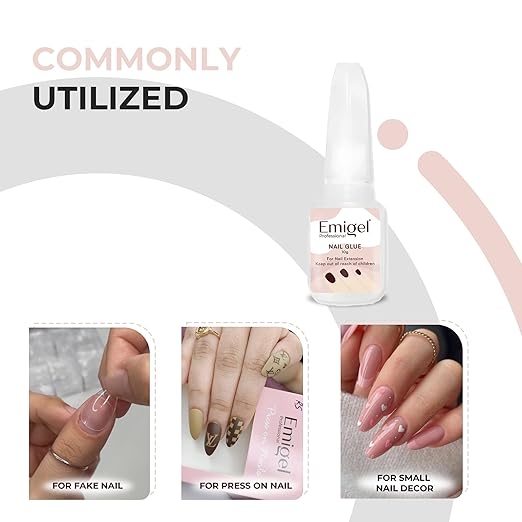 COMMONLY
UTILIZED
Emigel
Professional
NAIL GLUE
10g
For Nail Extension
Keep out of reach of children
FOR FAKE NAIL
Emigel
Professional
FOR PRESS ON NAIL
FOR SMALL
NAIL DECOR